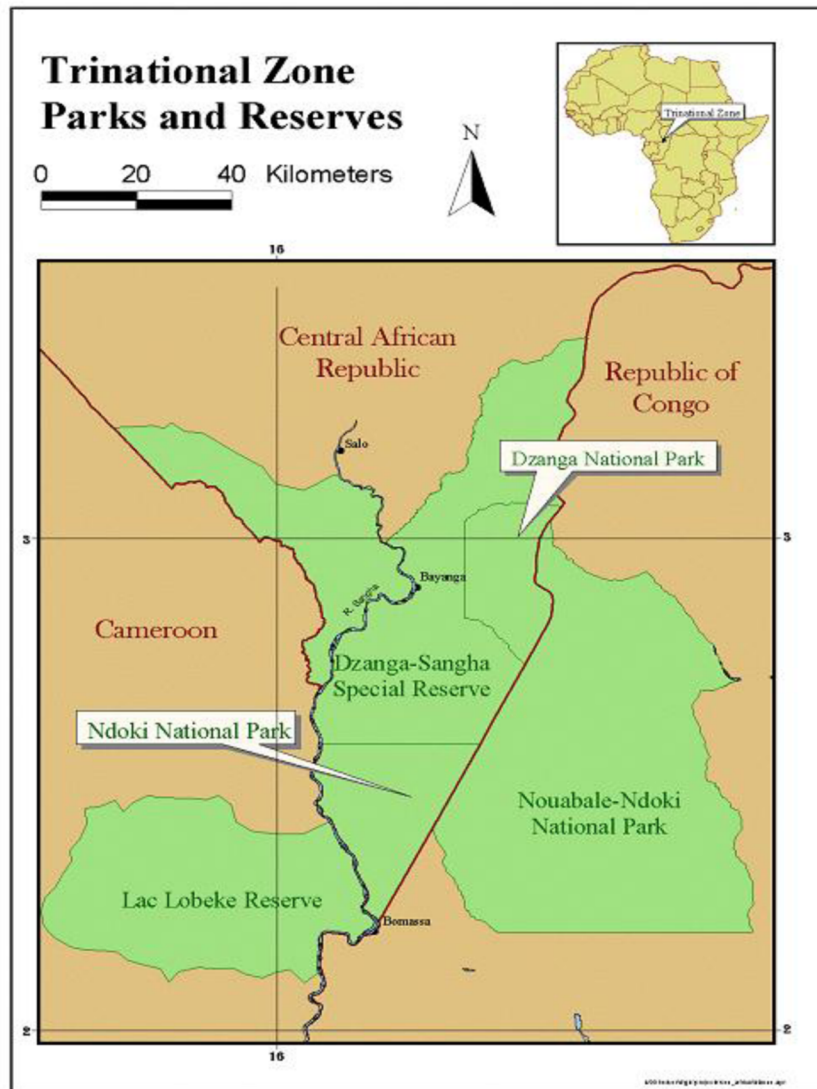 Trinational Zone
Parks and Reserves
0 20 40 Kilometers
N
Trinational Zone
16
Central African
Republic
Republic of
Congo
Salo
Dzanga National Park
3
3
Bayanga
R. Sangha
Cameroon
Dzanga-Sangha
Special Reserve
Ndoki National Park
Nouabale-Ndoki
National Park
Lac Lobeke Reserve
Bomassa
2
2
16